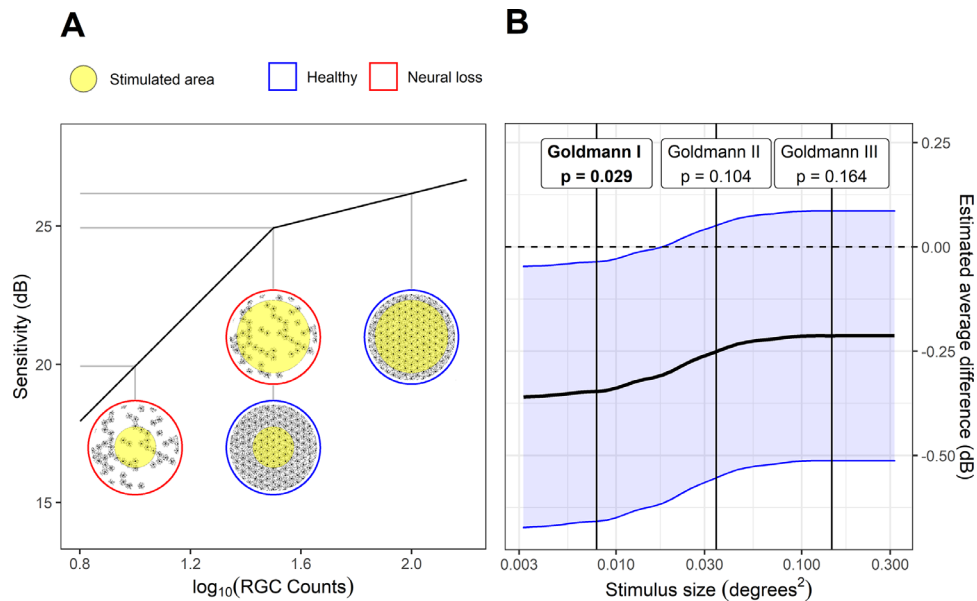 A
Stimulated area
Healthy
Neural loss
Sensitivity (dB)
25
20
15
0.8
1.2
1.6
2.0
log10(RGC Counts)
B
Goldmann I
p = 0.029
Goldmann II
p = 0.104
Goldmann III
p = 0.164
0.25
0.00
-0.25
-0.50
Estimated average difference (dB)
0.003
0.010
0.030
0.100
0.300
Stimulus size (degrees²)